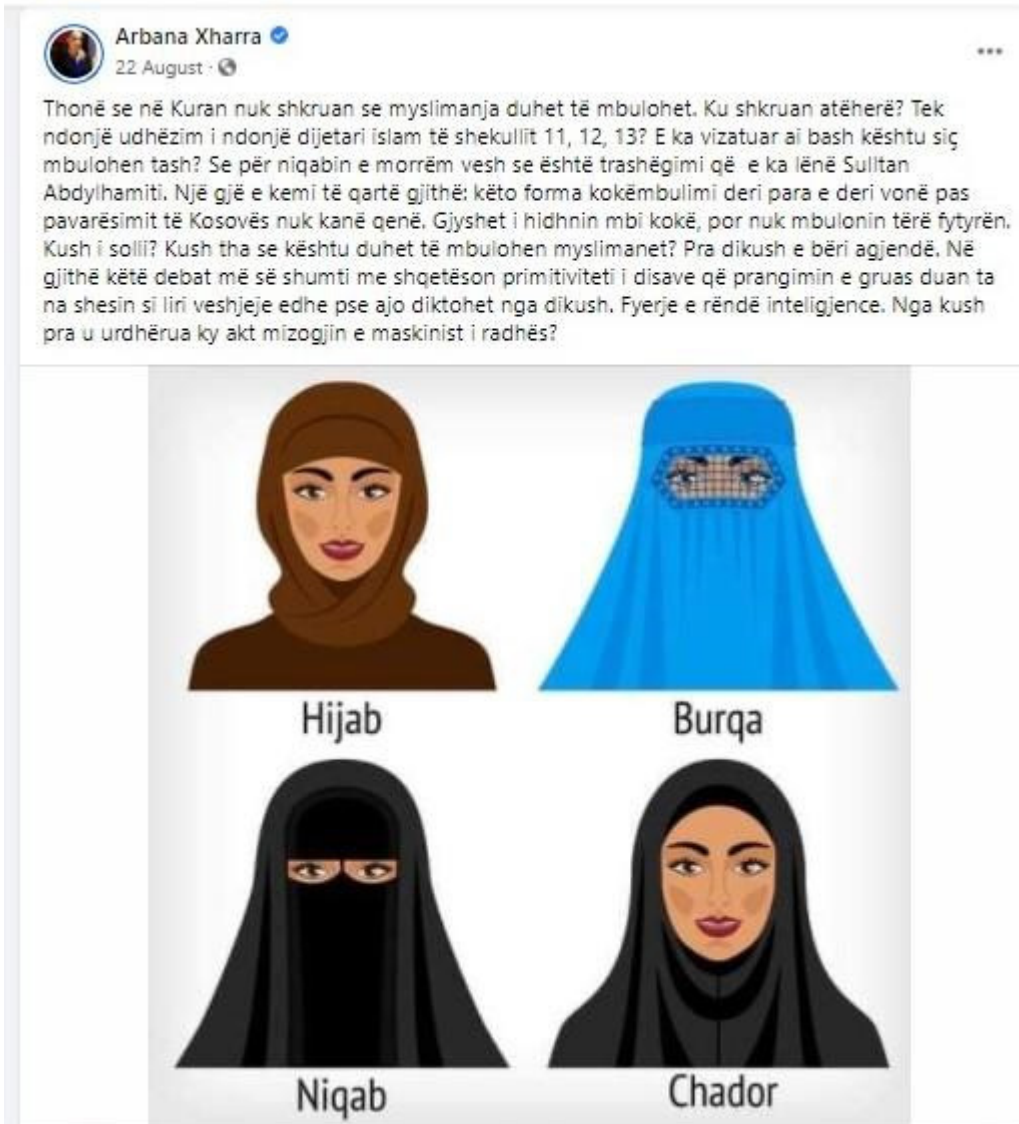 Arbana Xharra
22 August
Thonë se në Kuran nuk shkruan se myslimanja duhet të mbulohet. Ku shkruan atëherë? Tek
ndonjë udhëzim i ndonjë dijetari islam të shekullit 11, 12, 13? E ka vizatuar ai bash kështu siç
mbulohen tash? Se për niqabin e morrëm vesh se është trashëgimi që e ka lënë Sulltan
Abdylhamiti. Një gjë e kemi të qartë gjithë: këto forma kokëmbulimi deri para e deri vonë pas
pavarësimit të Kosovës nuk kanë qenë. Gjyshet i hidhnin mbi kokë, por nuk mbulonin tërë fytyrën.
Kush i solli? Kush tha se kështu duhet të mbulohen myslimanet? Pra dikush e bëri agjendë. Në
gjithë këtë debat më së shumti me shqetëson primitiviteti i disave që prangimin e gruas duan ta
na shesin si liri veshjeje edhe pse ajo diktohet nga dikush. Fyerje e rëndë inteligjence. Nga kush
pra u urdhërua ky akt mizogjin e maskinist i radhës?
Hijab
Burqa
Niqab
Chador